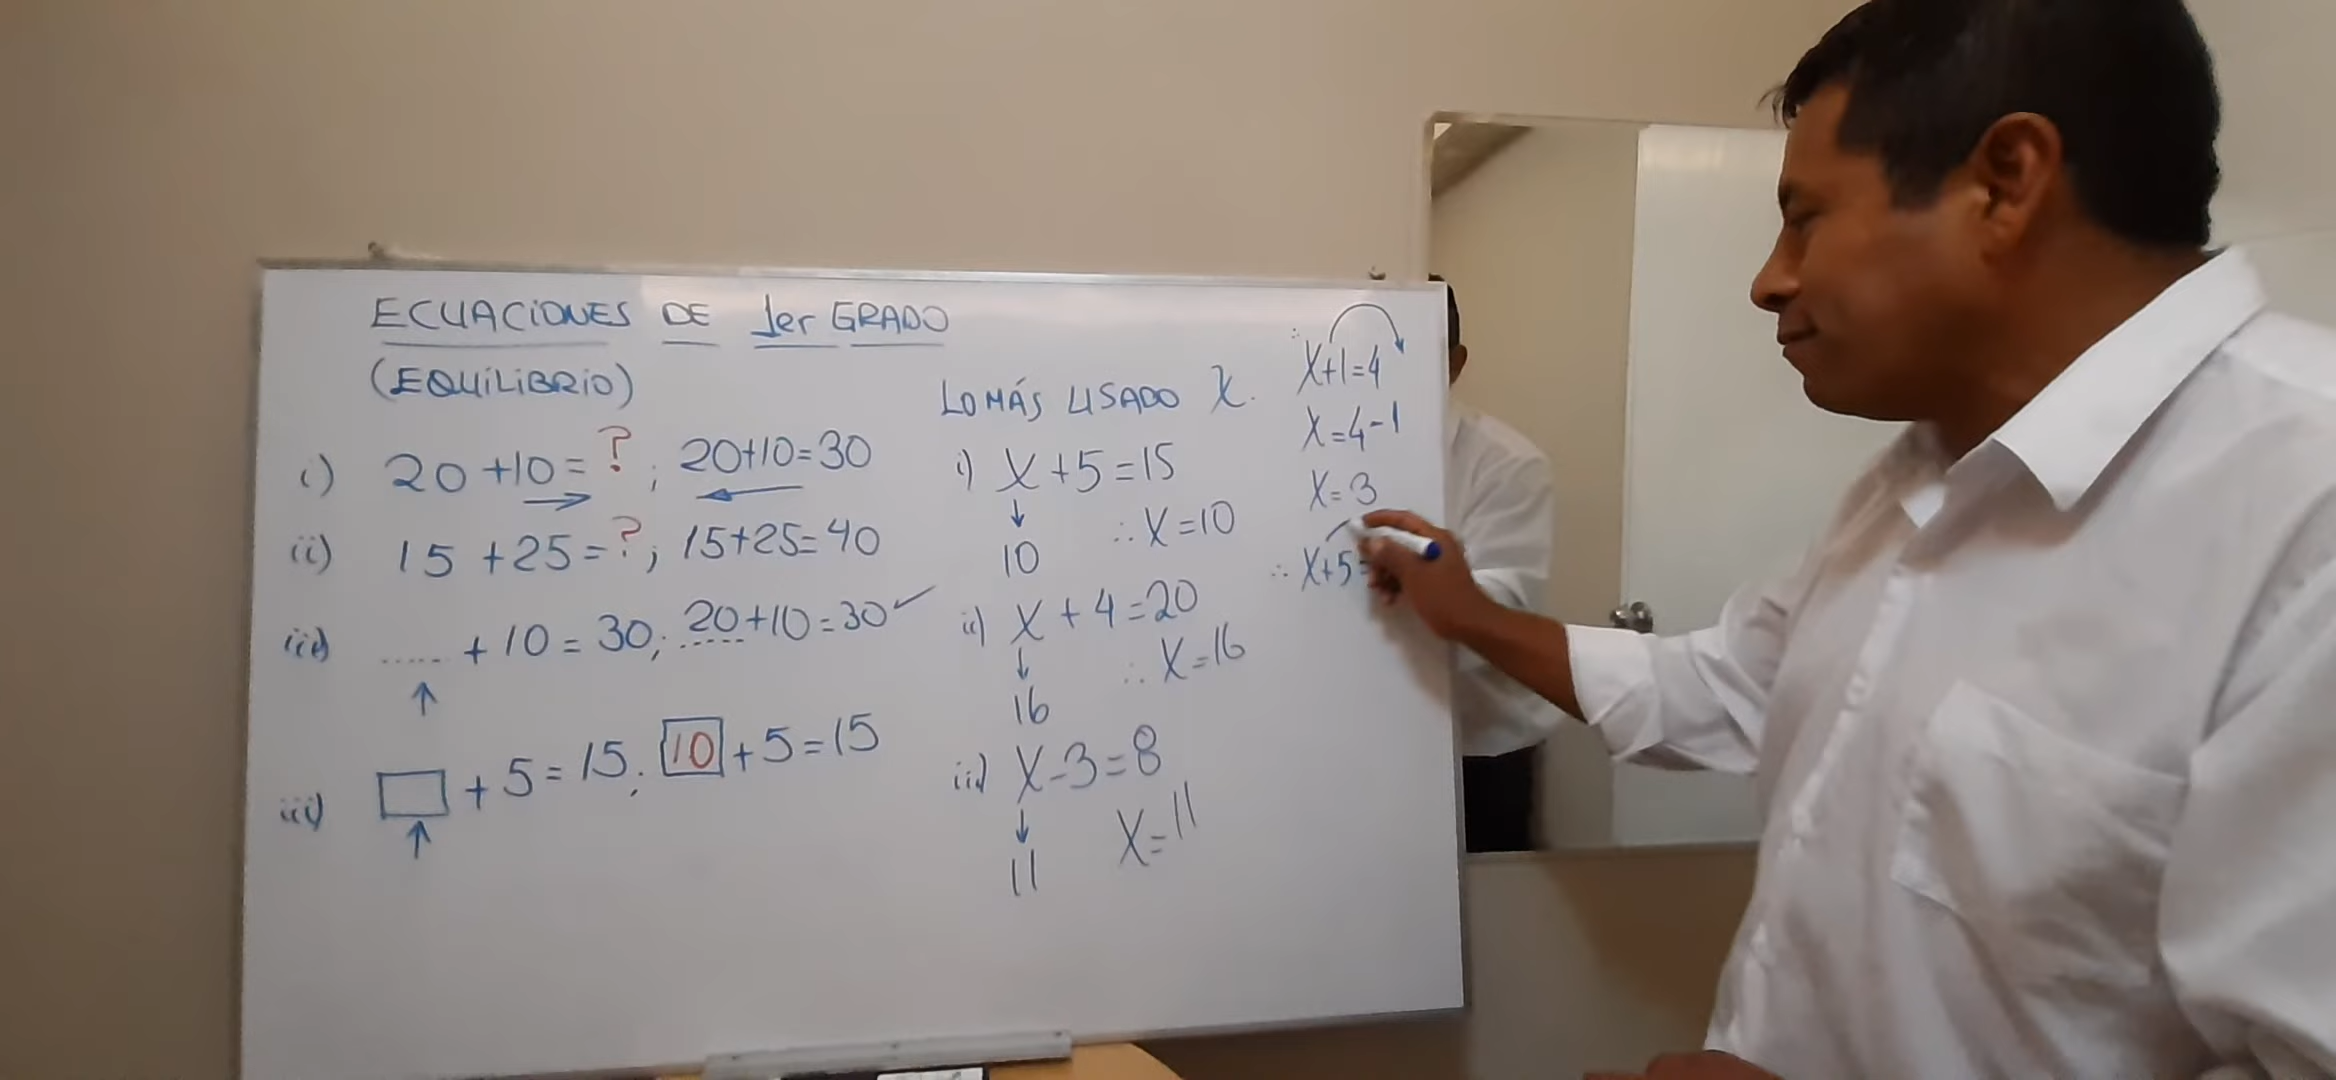 ECUACIONES DE 1er GRADO
(EQUILIBRIO)
i) 20 + 10 = ? ; 20+10=30
ii) 15 + 25 = ? ; 15+25=40
iii) ..... + 10 = 30; 20+10=30 ✓
↑
iii) □ + 5 = 15; 10 + 5 = 15
↑
LO MÁS USADO X.
i) X + 5 = 15
↓
10
∴ X = 10
ii) X + 4 = 20
↓
16
∴ X = 16
iii) X - 3 = 8
↓
11
X = 11
∴ X+1=4
X=4-1
X=3
∴ X+5=